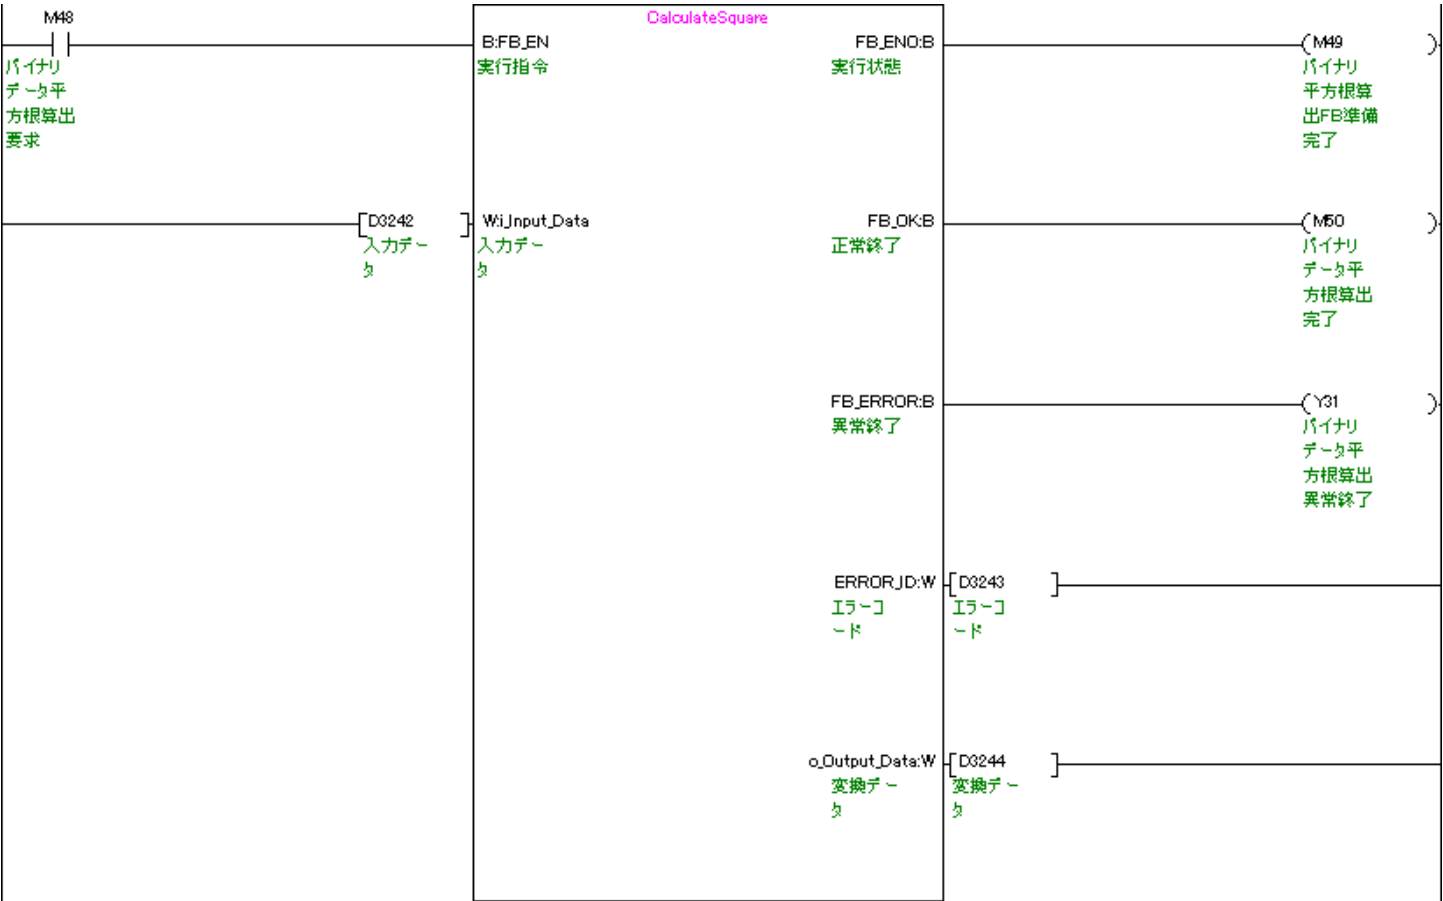 CalculateSquare
M48
B:FB_EN
FB_ENO:B
M49
バイナリ
データ平
方根算出
要求
実行指令
実行状態
バイナリ
平方根算
出FB準備
完了
D3242
W:i_Input_Data
FB_OK:B
M50
入力デー
タ
入力デー
タ
正常終了
バイナリ
データ平
方根算出
完了
FB_ERROR:B
Y31
異常終了
バイナリ
データ平
方根算出
異常終了
ERROR_ID:W
D3243
エラーコ
ード
エラーコ
ード
o_Output_Data:W
D3244
変換デー
タ
変換デー
タ